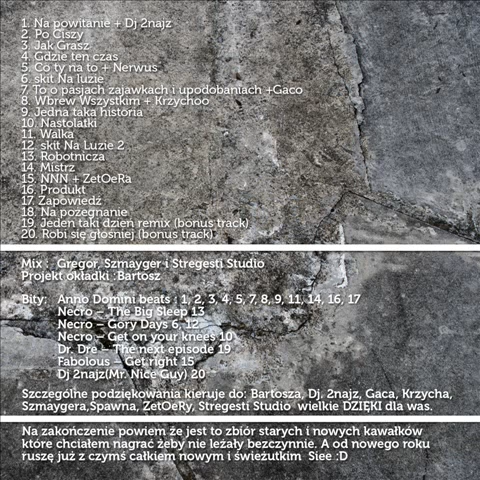 1. Na powitanie + Dj 2najz
2. Po Ciszy
3. Jak Grasz
4. Gdzie ten czas
5. Co ty na to + Nerwus
6. skit Na luzie
7. To o pasjach zajawkach i upodobaniach +Gaco
8. Wbrew Wszystkim + Krzychoo
9. Jedna taka historia
10. Nastolatki
11. Walka
12. skit Na Luzie 2
13. Robotnicza
14. Mistrz
15. NNN + ZetOeRa
16. Produkt
17. Zapowiedź
18. Na pożegnanie
19. Jeden taki dzień remix (bonus track)
20. Robi się głośniej (bonus track)
Mix : Gregor, Szmayger i Stregesti Studio
Projekt okładki :Bartosz
Bity: Anno Domini beats : 1, 2, 3, 4, 5, 7, 8, 9, 11, 14, 16, 17
Necro – The Big Sleep 13
Necro – Gory Days 6, 12
Necro – Get on your knees 10
Dr. Dre – The next episode 19
Fabolous – Get right 15
Dj 2najz(Mr. Nice Guy) 20
Szczególne podziękowania kieruje do: Bartosza, Dj. 2najz, Gaca, Krzycha,
Szmaygera,Spawna, ZetOeRy, Stregesti Studio wielkie DZIĘKI dla was.
Na zakończenie powiem że jest to zbiór starych i nowych kawałków
które chciałem nagrać żeby nie leżały bezczynnie. A od nowego roku
ruszę już z czymś całkiem nowym i świeżutkim Siee :D